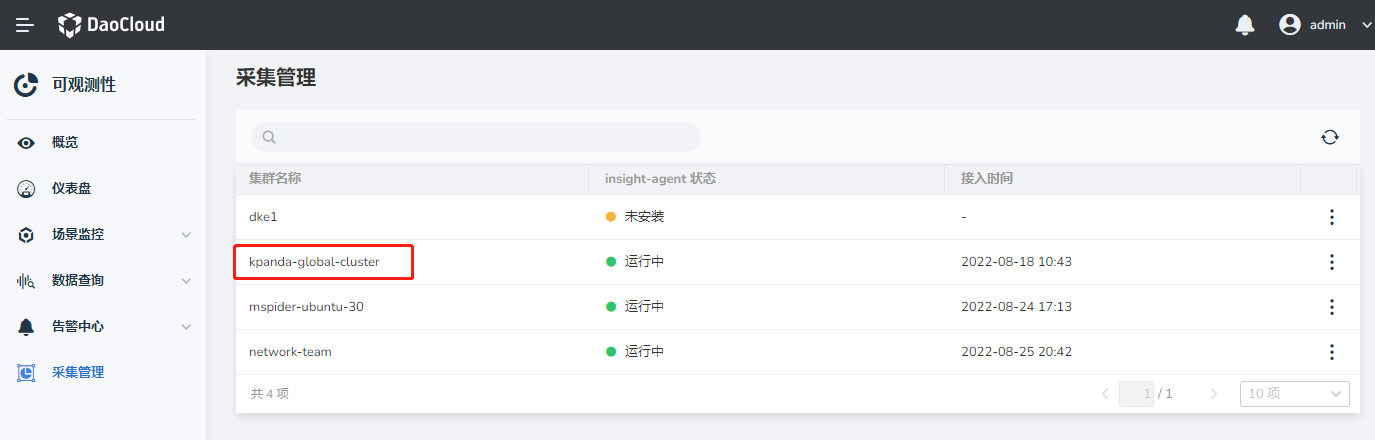 DaoCloud
admin
可观测性
概览
仪表盘
场景监控
数据查询
告警中心
采集管理
采集管理
集群名称 insight-agent 状态 接入时间
dke1 未安装 -
kpanda-global-cluster 运行中 2022-08-18 10:43
mspider-ubuntu-30 运行中 2022-08-24 17:13
network-team 运行中 2022-08-25 20:42
共 4 项 1 / 1 10 项